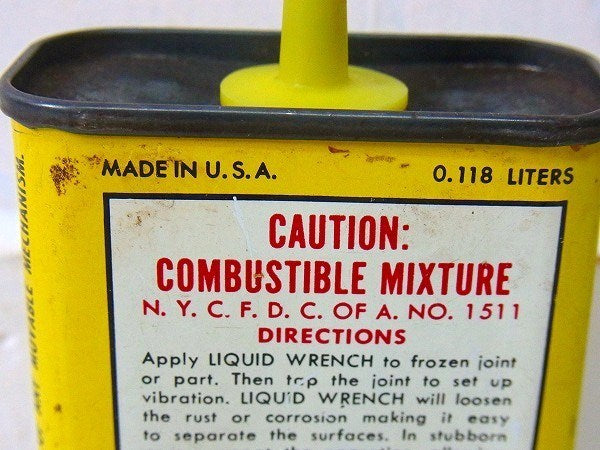 MADE IN U.S.A.
0.118 LITERS
CAUTION:
COMBUSTIBLE MIXTURE
N. Y. C. F. D. C. OF A. NO. 1511
DIRECTIONS
Apply LIQUID WRENCH to frozen joint
or part. Then tap the joint to set up
vibration. LIQUID WRENCH will loosen
the rust or corrosion making it easy
to separate the surfaces. In stubborn
MECHANISM.